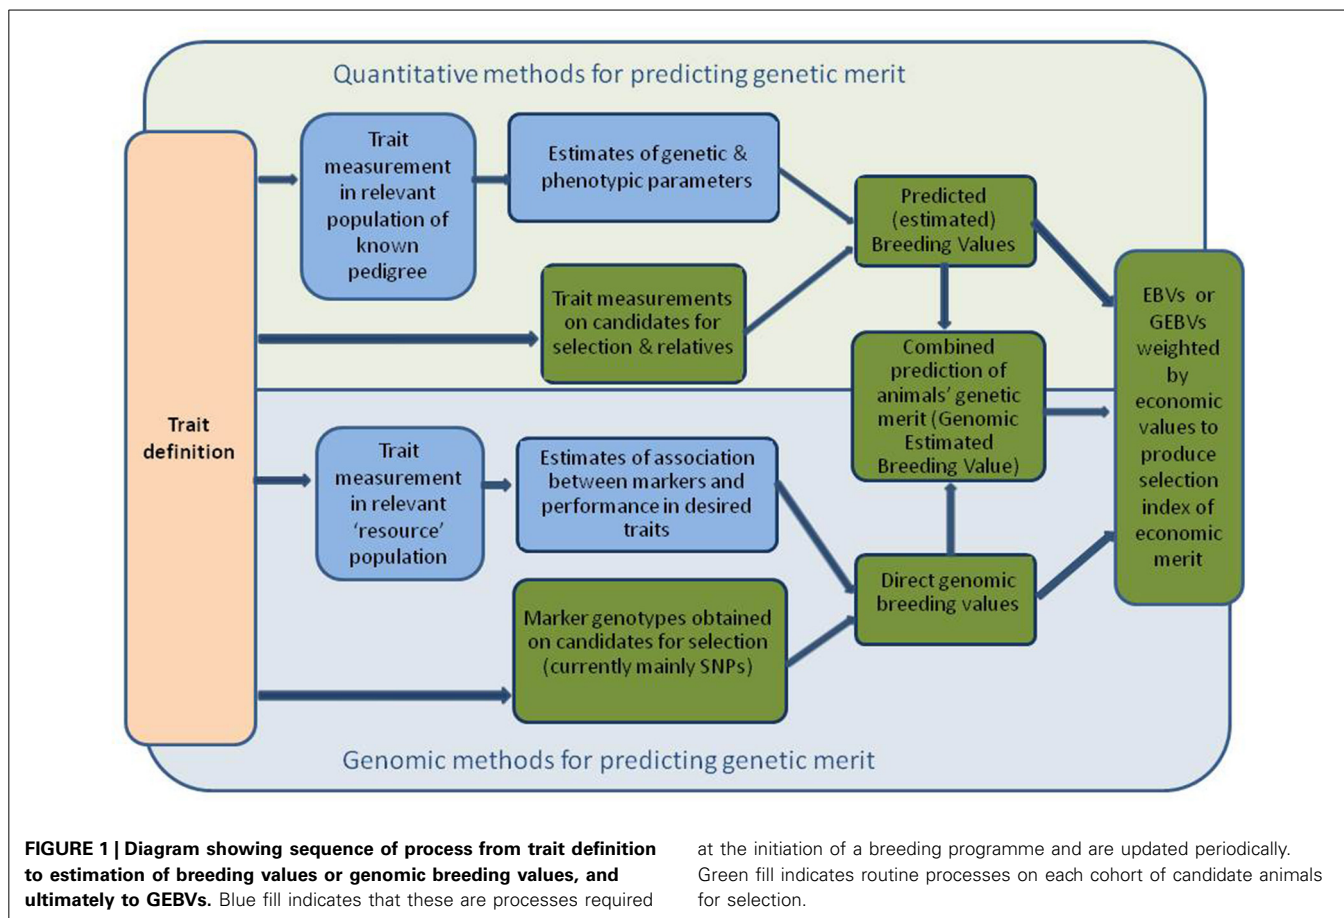 Quantitative methods for predicting genetic merit
Trait
measurement
in relevant
population of
known
pedigree
Estimates of genetic &
phenotypic parameters
Predicted
(estimated)
Breeding Values
Trait measurements
on candidates for
selection & relatives
Combined
prediction of
animals’ genetic
merit (Genomic
Estimated
Breeding Value)
EBVs or
GEBVs
weighted
by
economic
values to
produce
selection
index of
economic
merit
Trait
definition
Trait
measurement
in relevant
‘resource’
population
Estimates of association
between markers and
performance in desired
traits
Direct genomic
breeding values
Marker genotypes obtained
on candidates for selection
(currently mainly SNPs)
Genomic methods for predicting genetic merit
FIGURE 1 | Diagram showing sequence of process from trait definition
to estimation of breeding values or genomic breeding values, and
ultimately to GEBVs. Blue fill indicates that these are processes required
at the initiation of a breeding programme and are updated periodically.
Green fill indicates routine processes on each cohort of candidate animals
for selection.